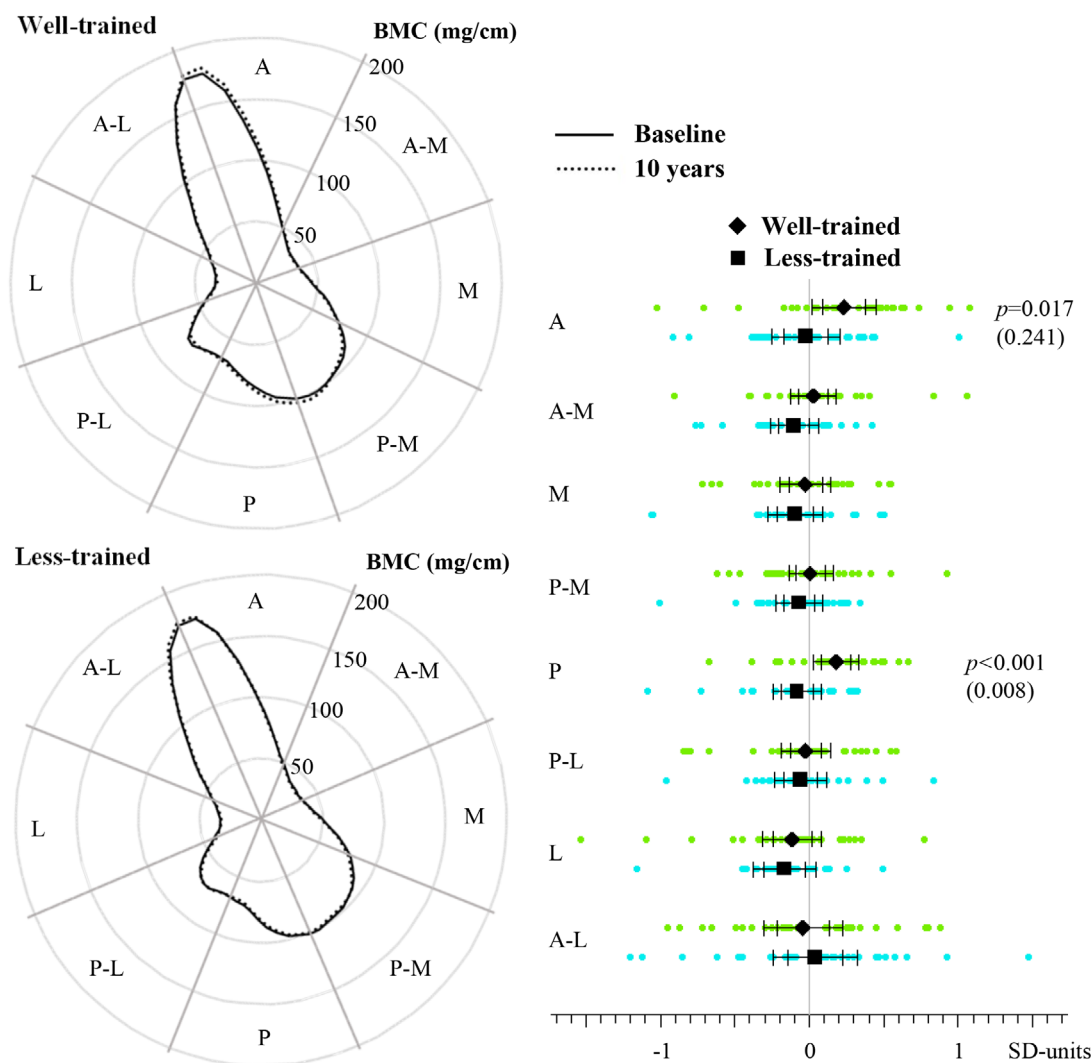 Well-trained
BMC (mg/cm)
200
150
100
50
A
A-M
M
P-M
P
P-L
L
A-L
Less-trained
BMC (mg/cm)
200
150
100
50
A
A-M
M
P-M
P
P-L
L
A-L
Baseline
10 years
Well-trained
Less-trained
A
p=0.017
(0.241)
A-M
M
P-M
P
p<0.001
(0.008)
P-L
L
A-L
-1 0 1 SD-units